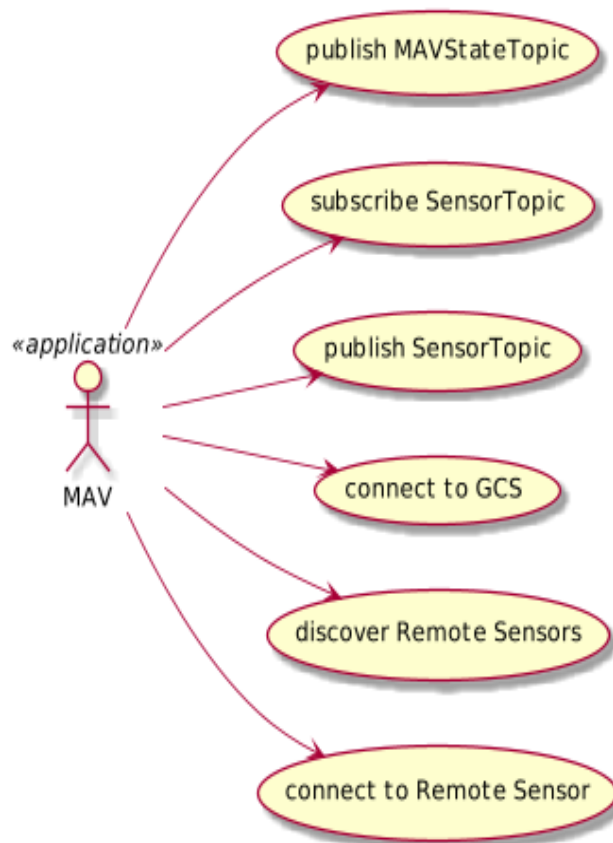 publish MAVStateTopic
subscribe SensorTopic
«application»
publish SensorTopic
MAV
connect to GCS
discover Remote Sensors
connect to Remote Sensor